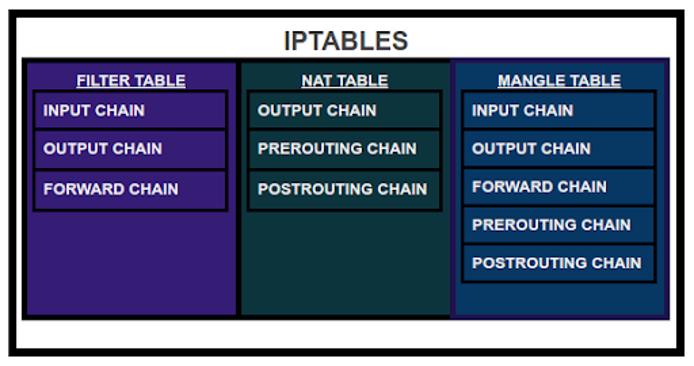 IPTABLES
FILTER TABLE
INPUT CHAIN
OUTPUT CHAIN
FORWARD CHAIN
NAT TABLE
OUTPUT CHAIN
PREROUTING CHAIN
POSTROUTING CHAIN
MANGLE TABLE
INPUT CHAIN
OUTPUT CHAIN
FORWARD CHAIN
PREROUTING CHAIN
POSTROUTING CHAIN